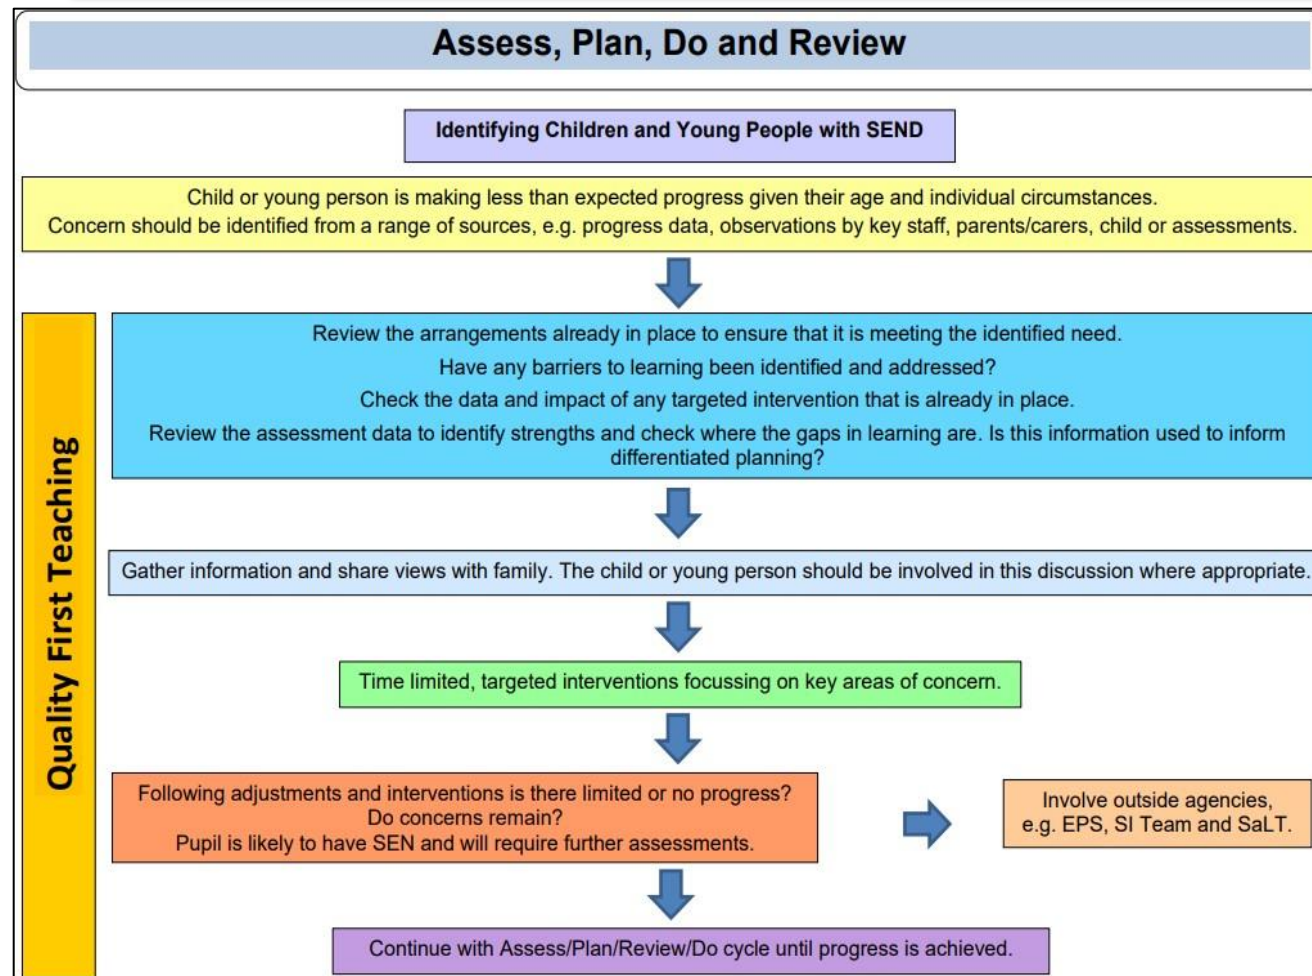 Assess, Plan, Do and Review
Identifying Children and Young People with SEND
Child or young person is making less than expected progress given their age and individual circumstances.
Concern should be identified from a range of sources, e.g. progress data, observations by key staff, parents/carers, child or assessments.
Quality First Teaching
Review the arrangements already in place to ensure that it is meeting the identified need.
Have any barriers to learning been identified and addressed?
Check the data and impact of any targeted intervention that is already in place.
Review the assessment data to identify strengths and check where the gaps in learning are. Is this information used to inform
differentiated planning?
Gather information and share views with family. The child or young person should be involved in this discussion where appropriate.
Time limited, targeted interventions focussing on key areas of concern.
Following adjustments and interventions is there limited or no progress?
Do concerns remain?
Pupil is likely to have SEN and will require further assessments.
Involve outside agencies,
e.g. EPS, SI Team and SaLT.
Continue with Assess/Plan/Review/Do cycle until progress is achieved.